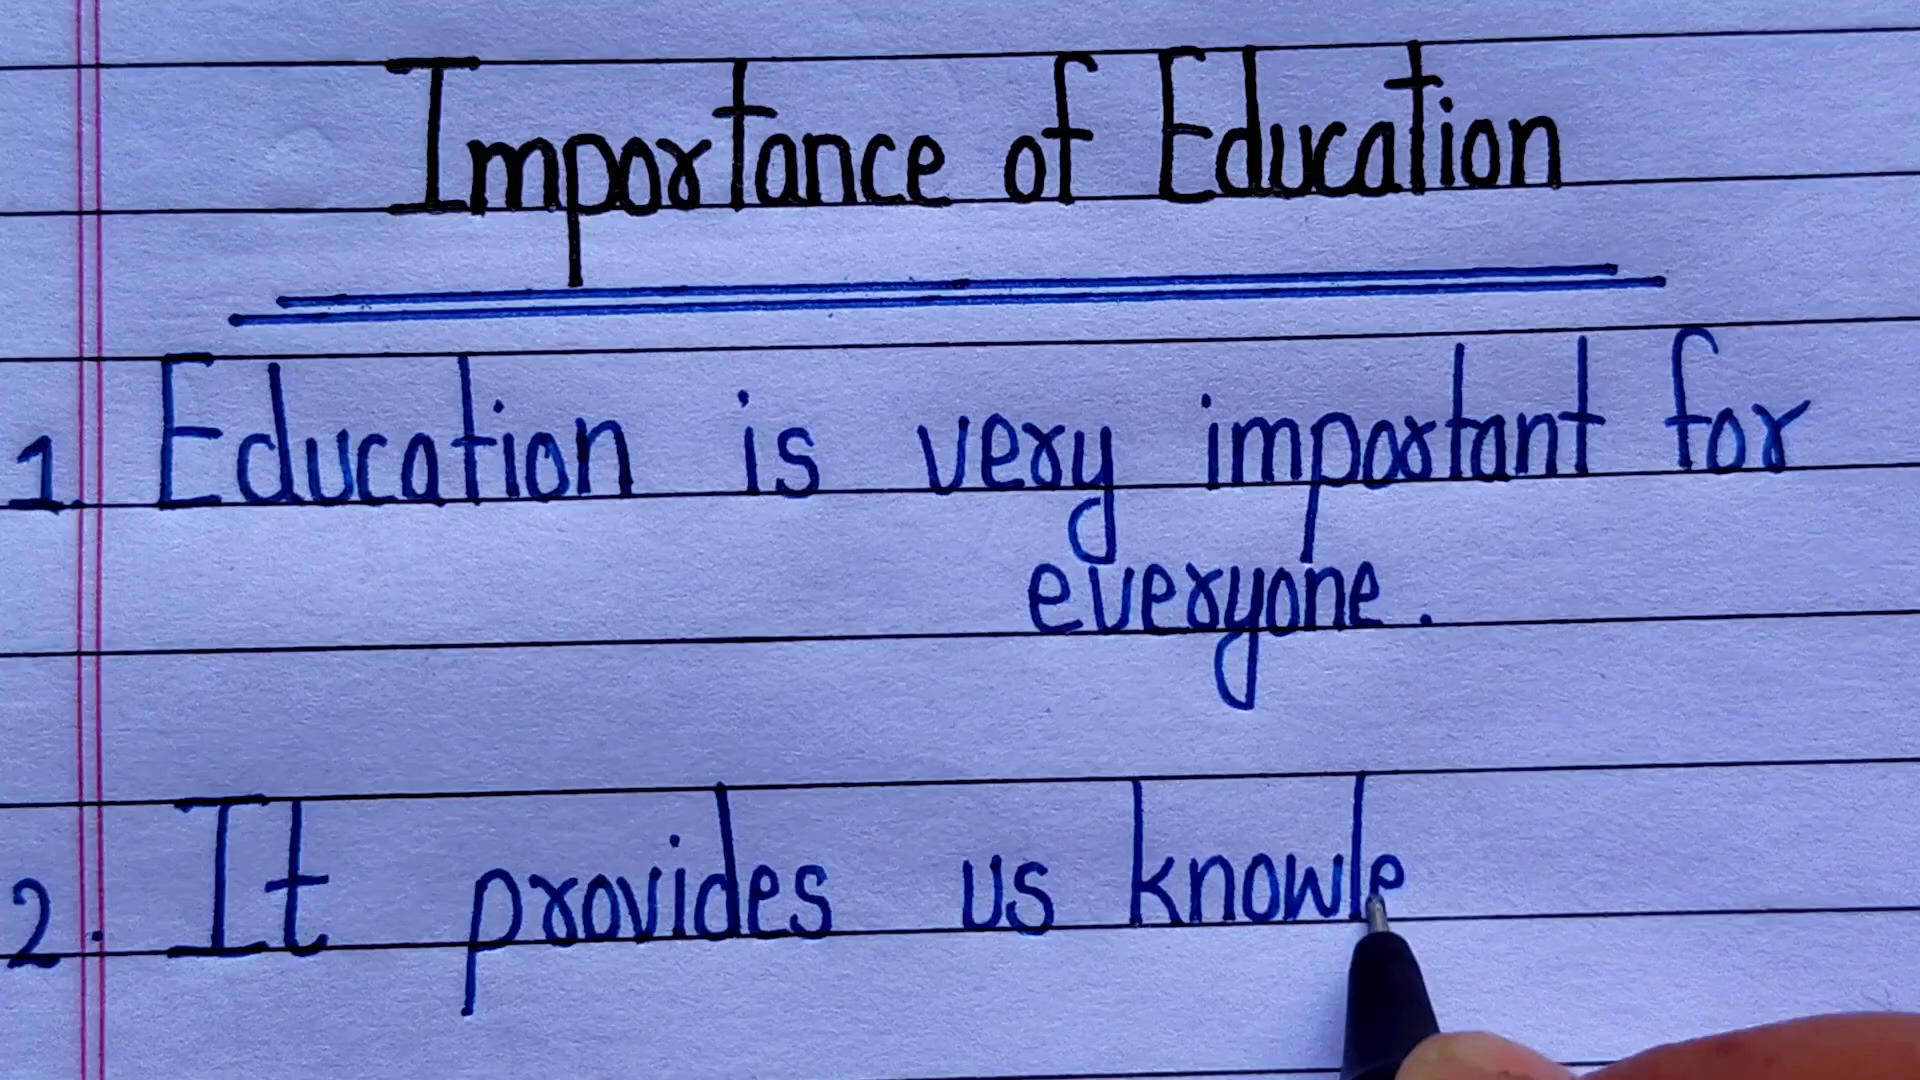 Importance of Education
1. Education is very important for
everyone.
2. It provides us knowle